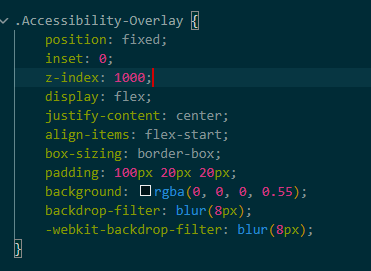 .Accessibility-Overlay {
position: fixed;
inset: 0;
z-index: 1000;
display: flex;
justify-content: center;
align-items: flex-start;
box-sizing: border-box;
padding: 100px 20px 20px;
background: rgba(0, 0, 0, 0.55);
backdrop-filter: blur(8px);
-webkit-backdrop-filter: blur(8px);
}